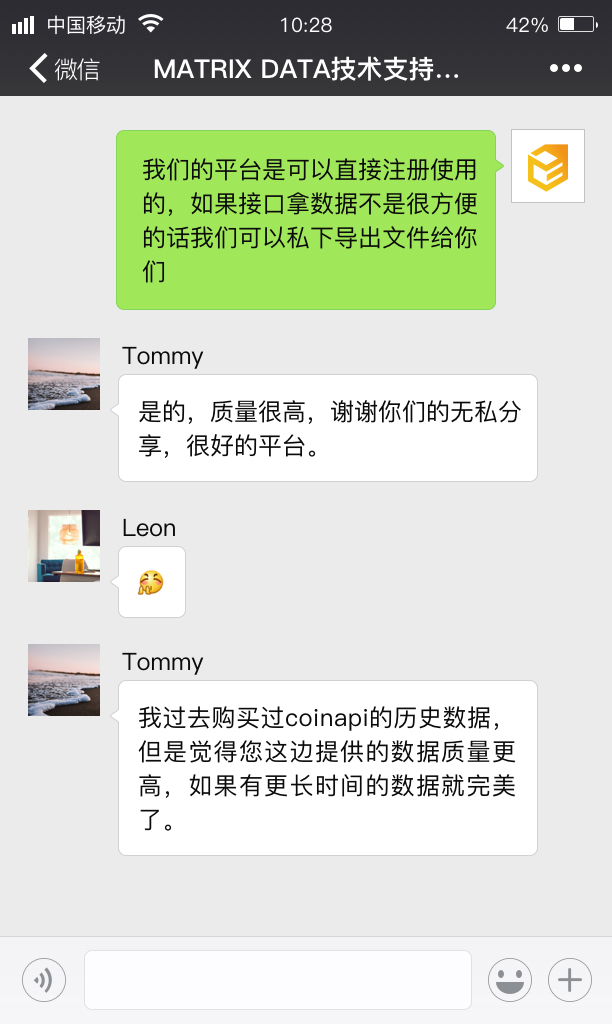 中国移动 10:28 42%
微信 MATRIX DATA技术支持...
我们的平台是可以直接注册使用
的，如果接口拿数据不是很方便
的话我们可以私下导出文件给你
们
Tommy
是的，质量很高，谢谢你们的无私分
享，很好的平台。
Leon
Tommy
我过去购买过coinapi的历史数据，
但是觉得您这边提供的数据质量更
高，如果有更长时间的数据就完美
了。